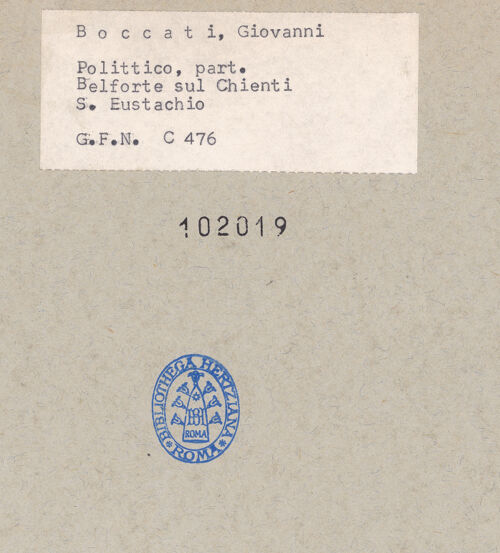 B o c c a t i, Giovanni
Polittico, part.
Belforte sul Chienti
S. Eustachio
G.F.N. C 476
102019
BIBLIOTHECA HERTZIANA
ROMA
ROMA